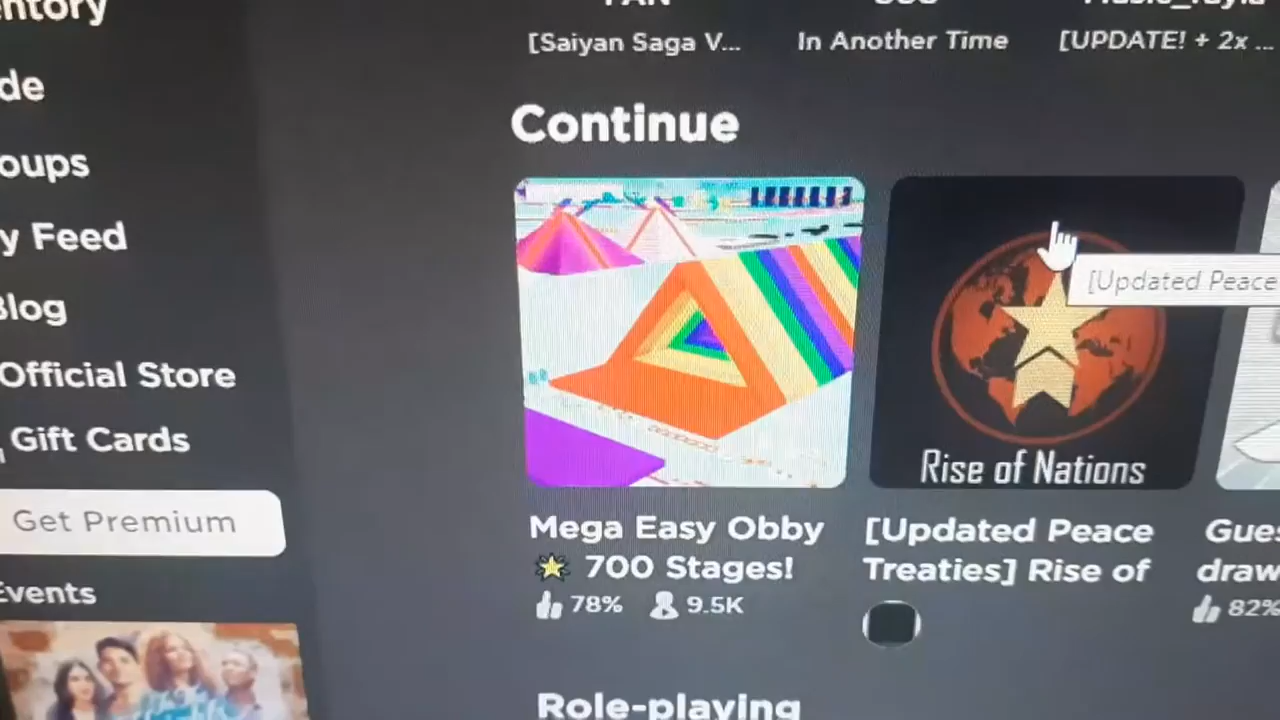 [Saiyan Saga V...
In Another Time
[UPDATE! + 2x ...
de
oups
y Feed
Blog
Official Store
Gift Cards
Get Premium
Events
Continue
[Updated Peace
Rise of Nations
Mega Easy Obby
⭐ 700 Stages!
78% 9.5K
[Updated Peace
Treaties] Rise of
Gues
draw
82%
Role-playing